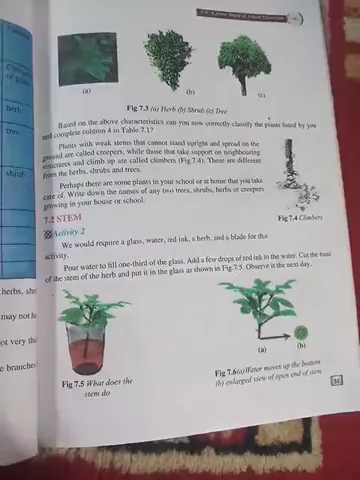 (a)
(b)
(c)
Fig 7.3 (a) Herb (b) Shrub (c) Tree
Based on the above characteristics can you now correctly classify the plants listed by you
and complete column 4 in Table 7.1?
Plants with weak stems that cannot stand upright and spread on the
ground are called creepers, while those that take support on neighbouring
structures and climb up are called climbers (Fig.7.4). These are different
from the herbs, shrubs and trees.
Perhaps there are some plants in your school or at home that you take
care of. Write down the names of any two trees, shrubs, herbs or creepers
growing in your house or school.
Fig 7.4 Climbers
7.2 STEM
Activity 2
We would require a glass, water, red ink, a herb, and a blade for this
activity.
Pour water to fill one-third of the glass. Add a few drops of red ink to the water. Cut the base
of the stem of the herb and put it in the glass as shown in Fig.7.5. Observe it the next day.
(a)
(b)
Fig 7.5 What does the
stem do
Fig 7.6(a)Water moves up the bottom
(b) enlarged view of open end of stem
herb
tree
shrub
herbs,
may not
ot very
e branches